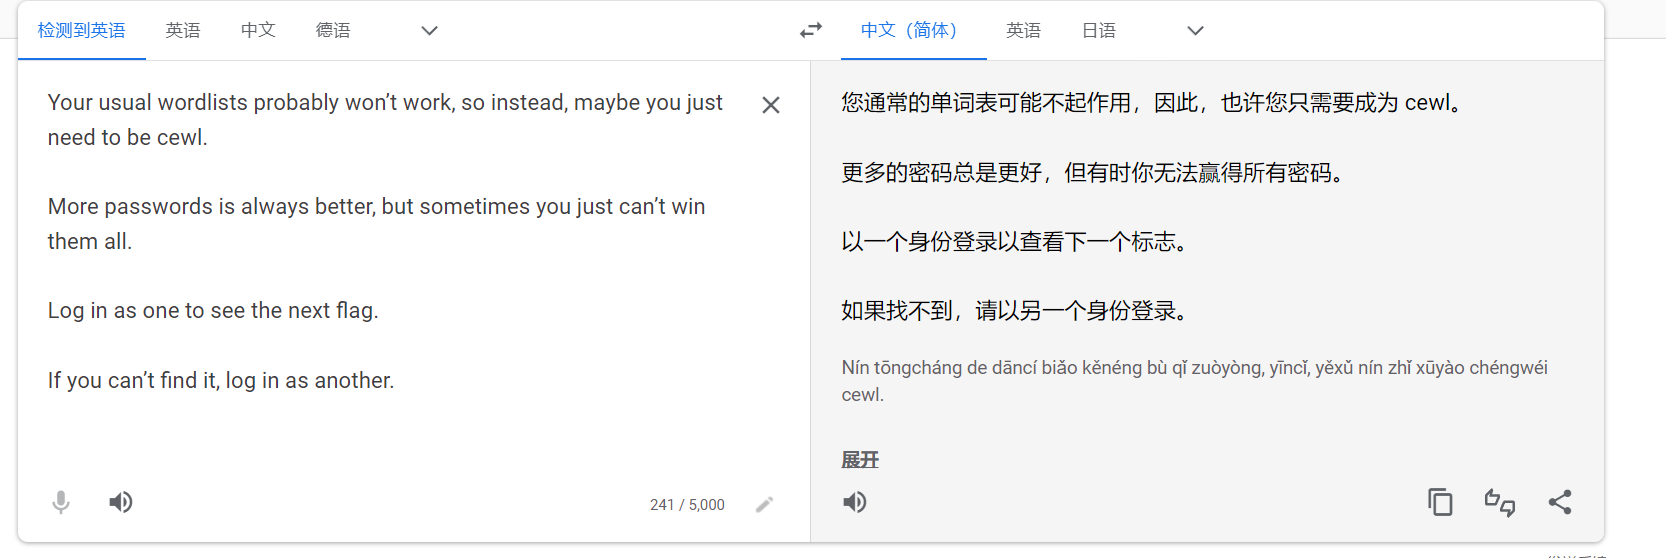 检测到英语 英语 中文 德语 中文（简体） 英语 日语
Your usual wordlists probably won’t work, so instead, maybe you just
need to be cewl.
More passwords is always better, but sometimes you just can’t win
them all.
Log in as one to see the next flag.
If you can’t find it, log in as another.
241 / 5,000
您通常的单词表可能不起作用，因此，也许您只需要成为 cewl。
更多的密码总是更好，但有时你无法赢得所有密码。
以一个身份登录以查看下一个标志。
如果找不到，请以另一个身份登录。
Nín tōngcháng de dāncí biǎo kěnéng bù qǐ zuòyòng, yīncǐ, yěxǔ nín zhǐ xūyào chéngwéi
cewl.
展开